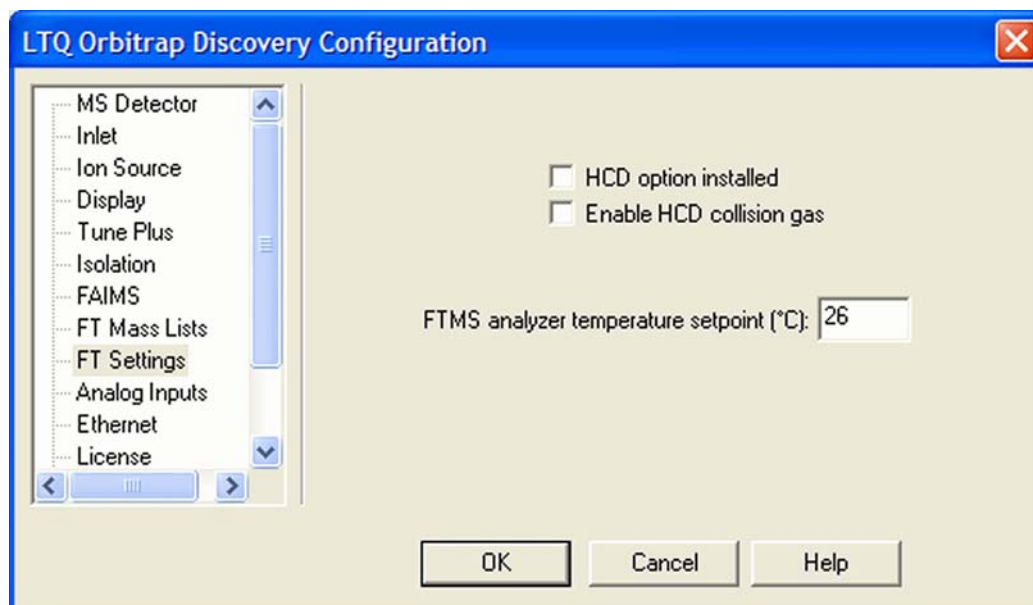 LTQ Orbitrap Discovery Configuration
MS Detector
Inlet
Ion Source
Display
Tune Plus
Isolation
FAIMS
FT Mass Lists
FT Settings
Analog Inputs
Ethernet
License
HCD option installed
Enable HCD collision gas
FTMS analyzer temperature setpoint (°C): 26
OK Cancel Help